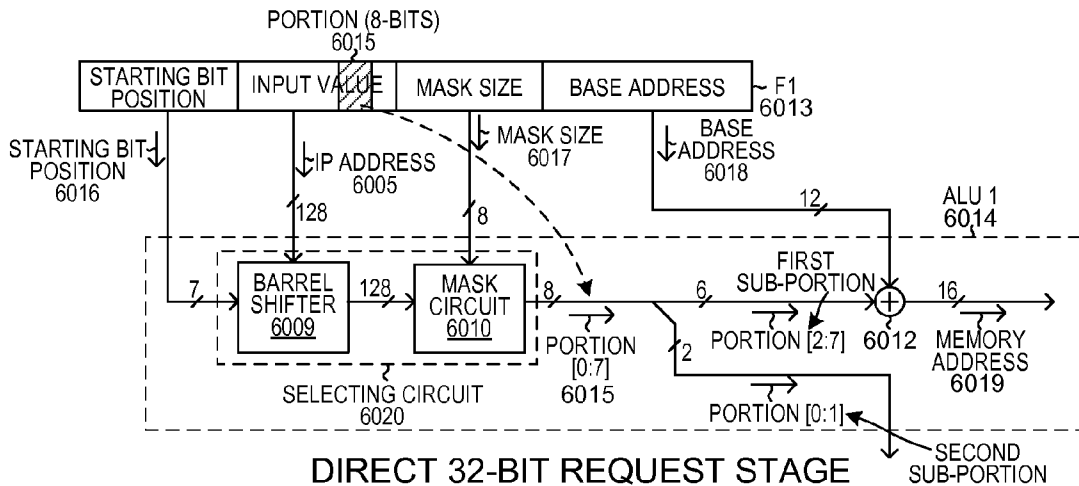 PORTION (8-BITS)
6015
STARTING BIT
POSITION
INPUT VALUE
MASK SIZE
BASE ADDRESS
F1
6013
STARTING BIT
POSITION
6016
IP ADDRESS
6005
MASK SIZE
6017
BASE
ADDRESS
6018
128
8
12
ALU 1
6014
7
BARREL
SHIFTER
6009
128
MASK
CIRCUIT
6010
8
PORTION
[0:7]
6015
6
FIRST
SUB-PORTION
PORTION [2:7]
6012
16
MEMORY
ADDRESS
6019
2
PORTION [0:1]
SELECTING CIRCUIT
6020
SECOND
SUB-PORTION
DIRECT 32-BIT REQUEST STAGE